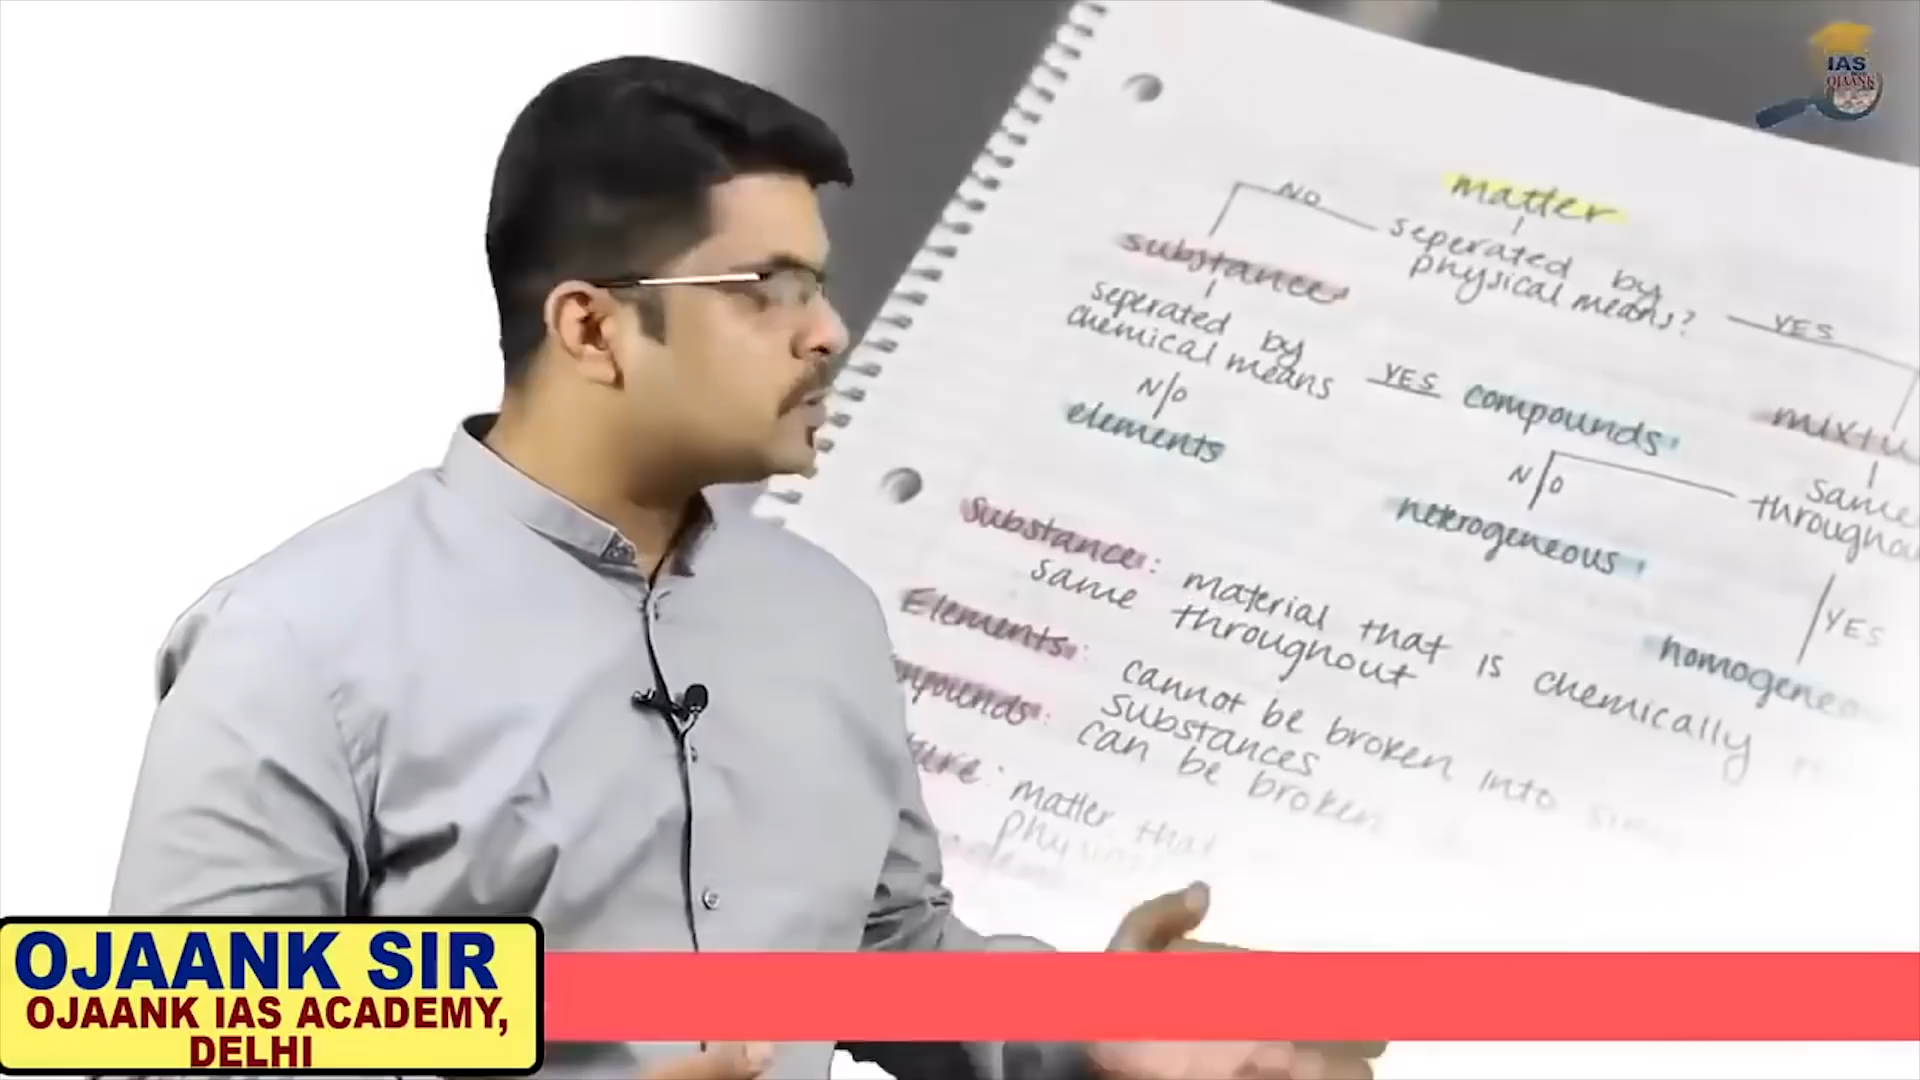 IAS
OJAANK
matter
NO
seperated by
physical means?
YES
substance
seperated by
chemical means
YES
compounds
N/O
elements
same
N/O
heterogeneous
YES
homogene
Substance: material that is chemically
same throughout
Elements: cannot be broken into
substances
can be broken
matter that
OJAANK SIR
OJAANK IAS ACADEMY,
DELHI